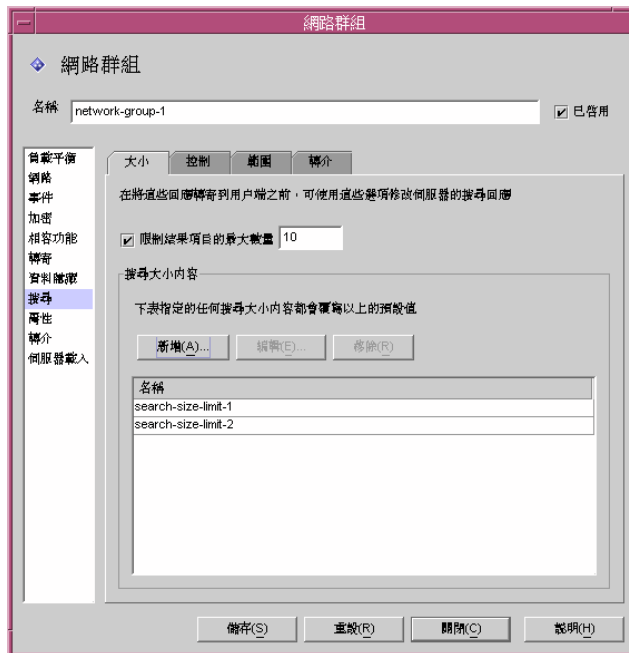 網路群組
網路群組
名稱 network-group-1 已啓用
負載平衡
網路
事件
加密
相容功能
轉寄
資料隱藏
搜尋
屬性
轉介
伺服器載入
大小 控制 範圍 轉介
在將這些回應轉寄到用戶端之前，可使用這些選項修改伺服器的搜尋回應
限制結果項目的最大數量 10
搜尋大小内容
下表指定的任何搜尋大小内容都會覆寫以上的預設值
新增(A)... 編輯(E)... 移除(R)
名稱
search-size-limit-1
search-size-limit-2
儲存(S) 重設(R) 關閉(C) 說明(H)